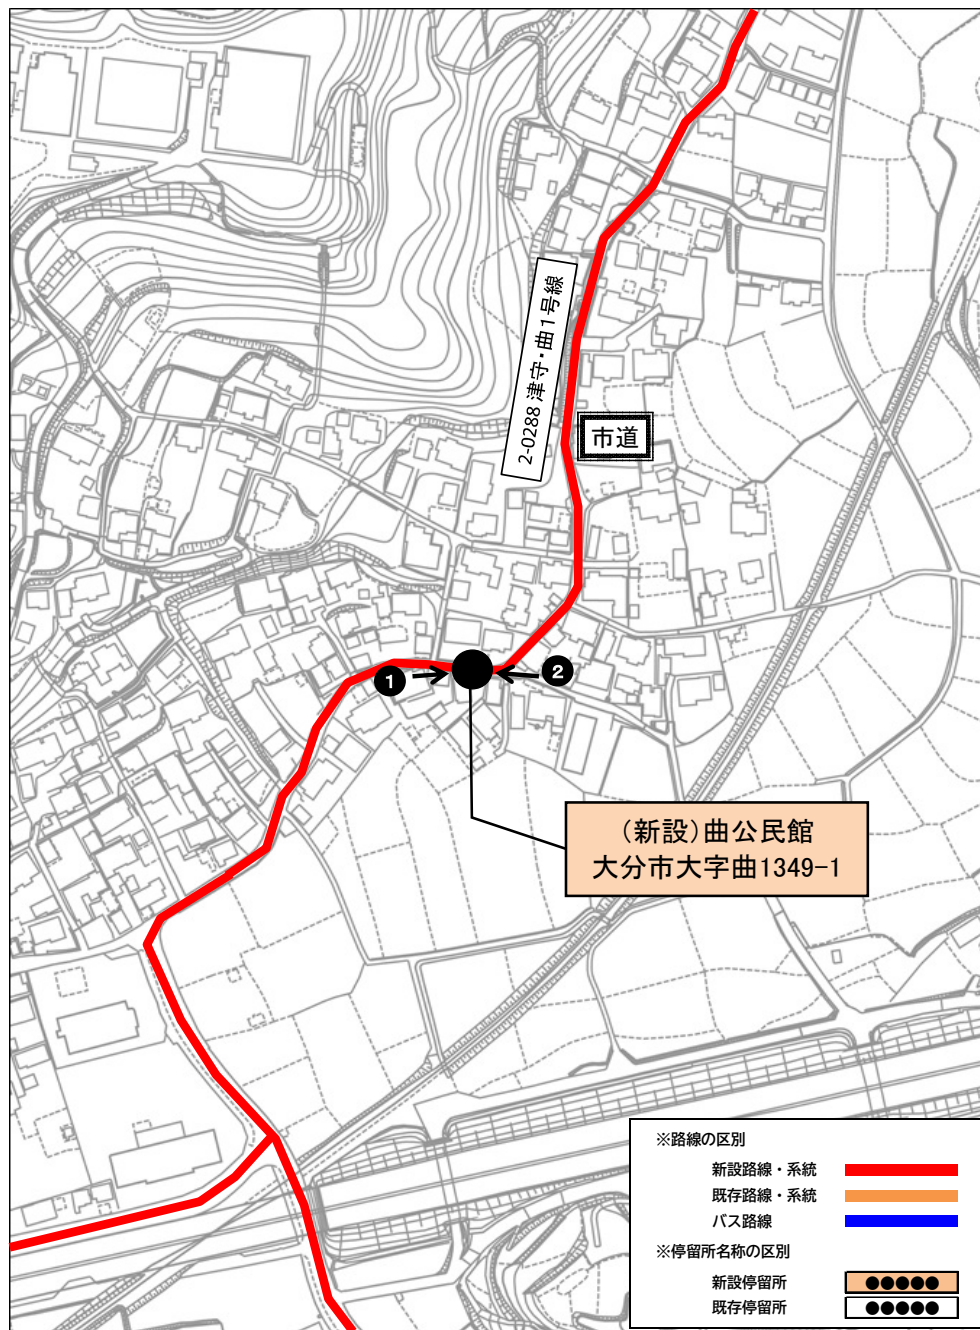 2-0288 津守・曲1号線
市道
1
2
(新設)曲公民館
大分市大字曲1349-1
※路線の区別
新設路線・系統
既存路線・系統
バス路線
※停留所名称の区別
新設停留所
●●●●●
既存停留所
●●●●●